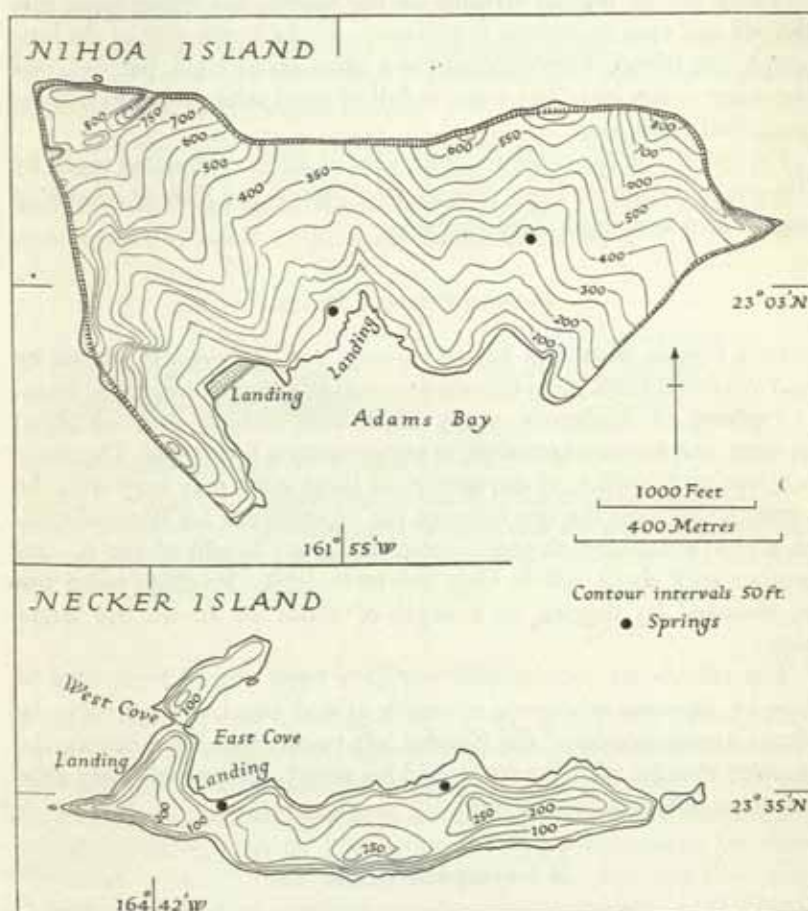 NIHOA ISLAND
800
750
700
600
500
400
350
600
550
800
700
600
500
400
300
200
100
23°03'N
Landing
Landing
Adams Bay
1000 Feet
400 Metres
161° 55'W
NECKER ISLAND
Contour intervals 50 ft.
Springs
West Cove
100
East Cove
Landing
Landing
200
100
250
250
200
100
23°35'N
164° 42'W